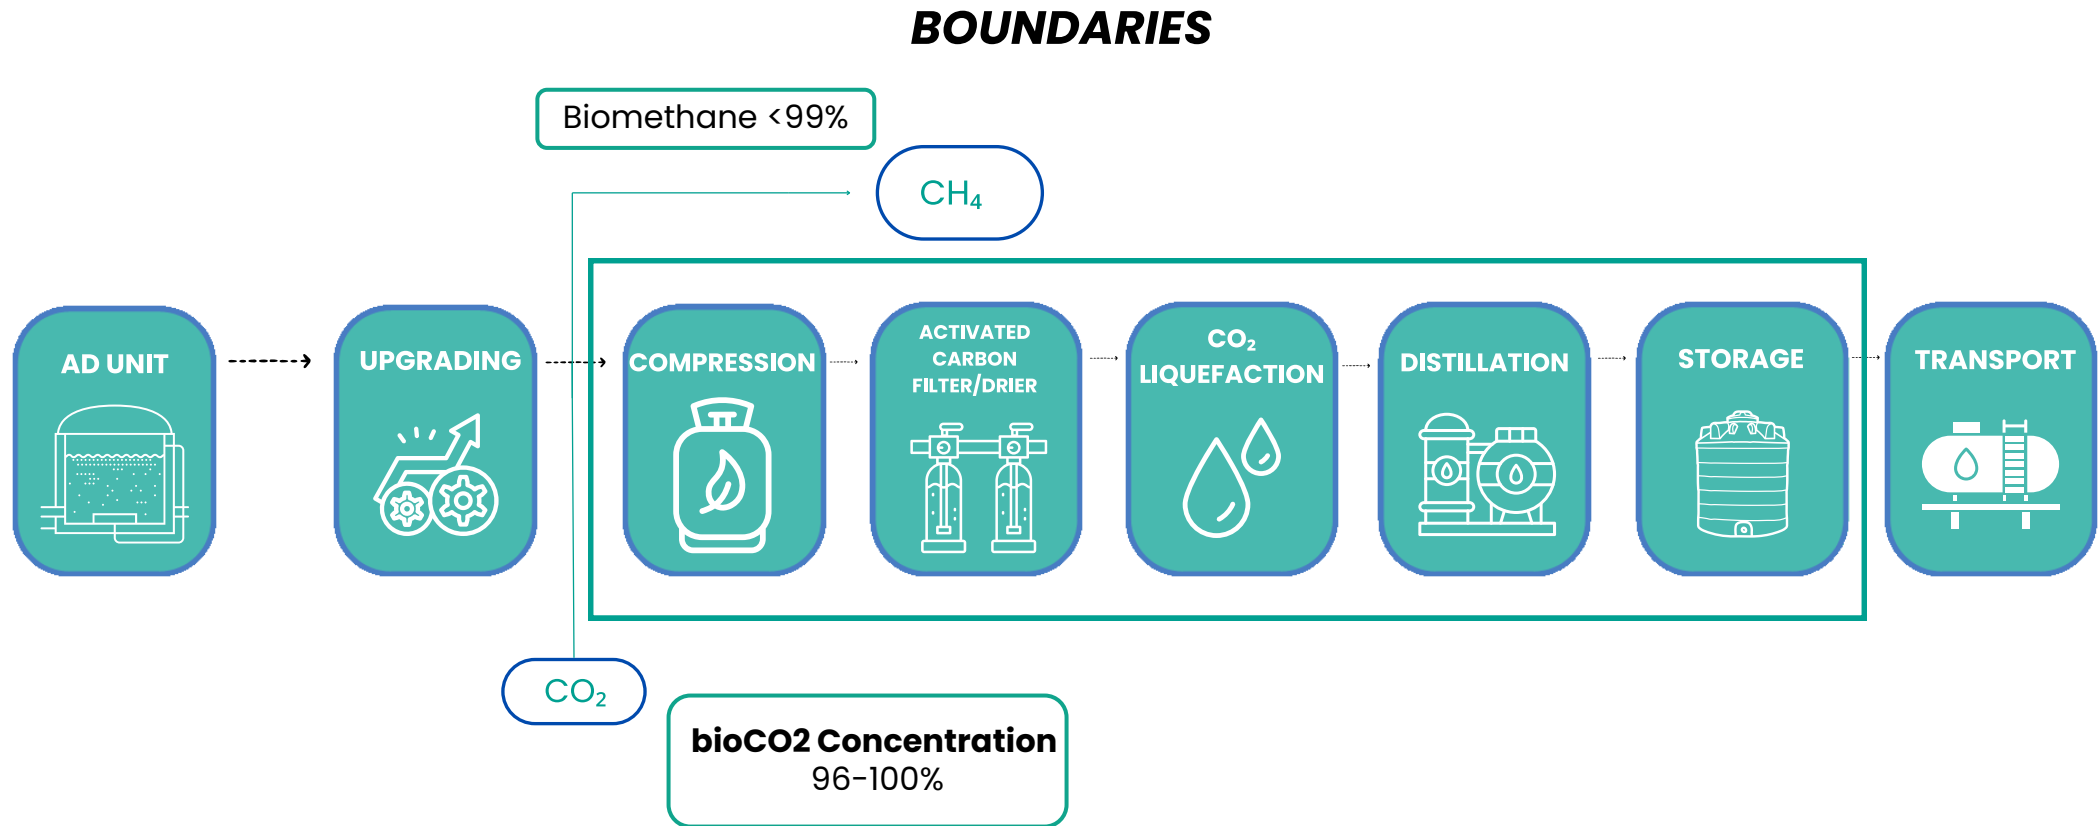 BOUNDARIES
Biomethane <99%
CH₄
AD UNIT
UPGRADING
COMPRESSION
ACTIVATED
CARBON
FILTER/DRIER
CO₂
LIQUEFACTION
DISTILLATION
STORAGE
TRANSPORT
CO₂
bioCO2 Concentration
96-100%